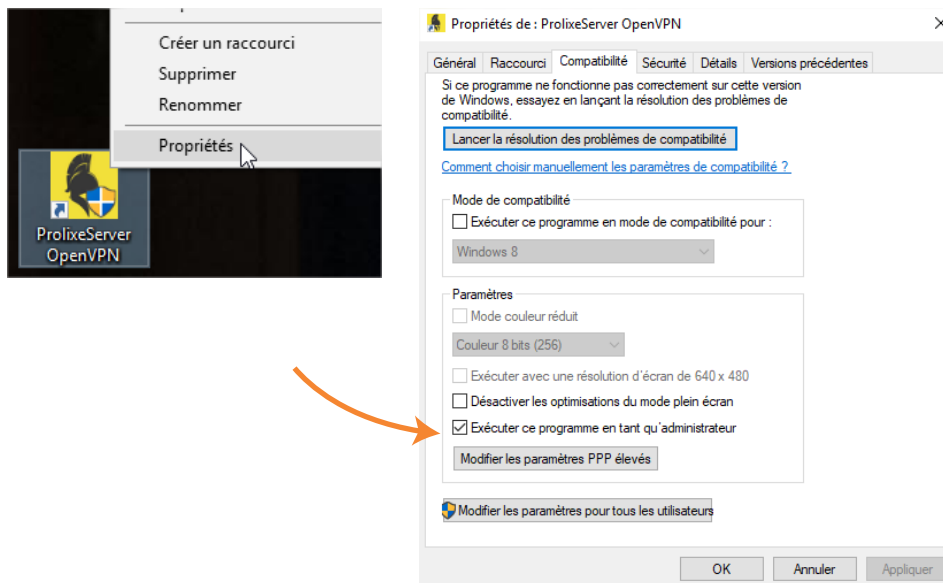 Créer un raccourci
Supprimer
Renommer
Propriétés
ProlixeServer
OpenVPN
Propriétés de : ProlixeServer OpenVPN
Général Raccourci Compatibilité Sécurité Détails Versions précédentes
Si ce programme ne fonctionne pas correctement sur cette version
de Windows, essayez en lançant la résolution des problèmes de
compatibilité.
Lancer la résolution des problèmes de compatibilité
Comment choisir manuellement les paramètres de compatibilité ?
Mode de compatibilité
Exécuter ce programme en mode de compatibilité pour :
Windows 8
Paramètres
Mode couleur réduit
Couleur 8 bits (256)
Exécuter avec une résolution d'écran de 640 x 480
Désactiver les optimisations du mode plein écran
Exécuter ce programme en tant qu'administrateur
Modifier les paramètres PPP élevés
Modifier les paramètres pour tous les utilisateurs
OK Annuler Appliquer